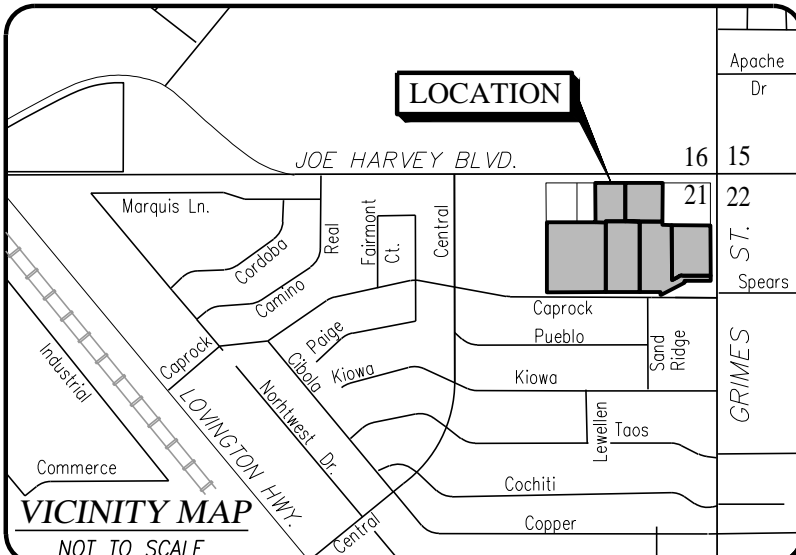 Apache
Dr
LOCATION
JOE HARVEY BLVD.
16 15
21 22
Marquis Ln.
Cordoba
Camino
Real
Fairmont
Ct.
Central
GRIMES ST.
Spears
Caprock
Pueblo
Sand
Ridge
Caprock
Paige
Cibola
Kiowa
Kiowa
Industrial
LOVINGTON HWY.
Norhtwest Dr.
Lewellen
Taos
Commerce
Cochiti
Copper
Central
VICINITY MAP
NOT TO SCALE